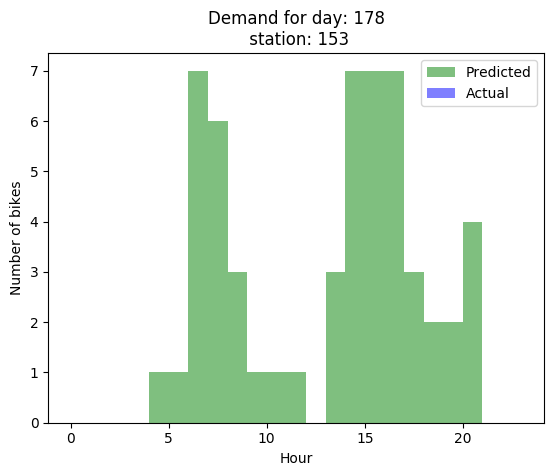 Demand for day: 178
station: 153
Predicted
Actual
Number of bikes
7
6
5
4
3
2
1
0
0
5
10
15
20
Hour